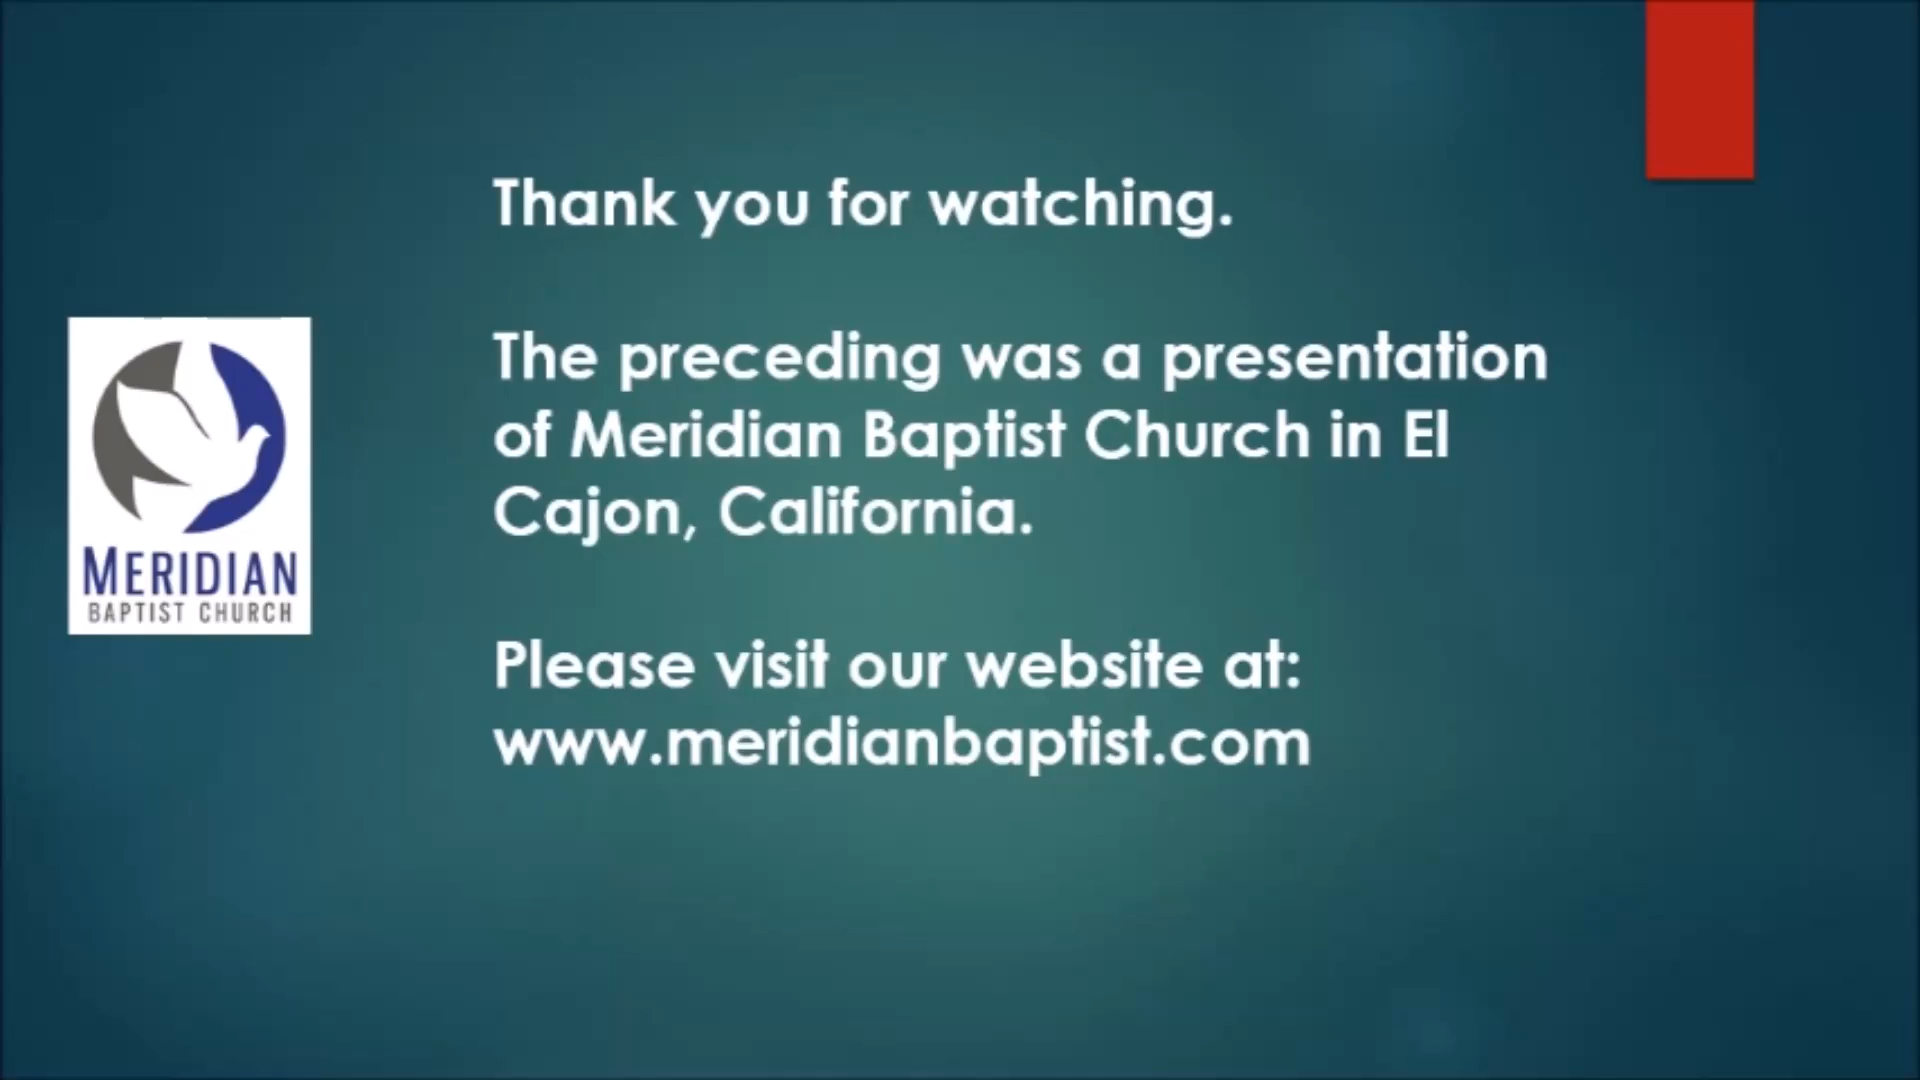 Thank you for watching.
The preceding was a presentation
of Meridian Baptist Church in El
Cajon, California.
Please visit our website at:
www.meridianbaptist.com
MERIDIAN
BAPTIST CHURCH